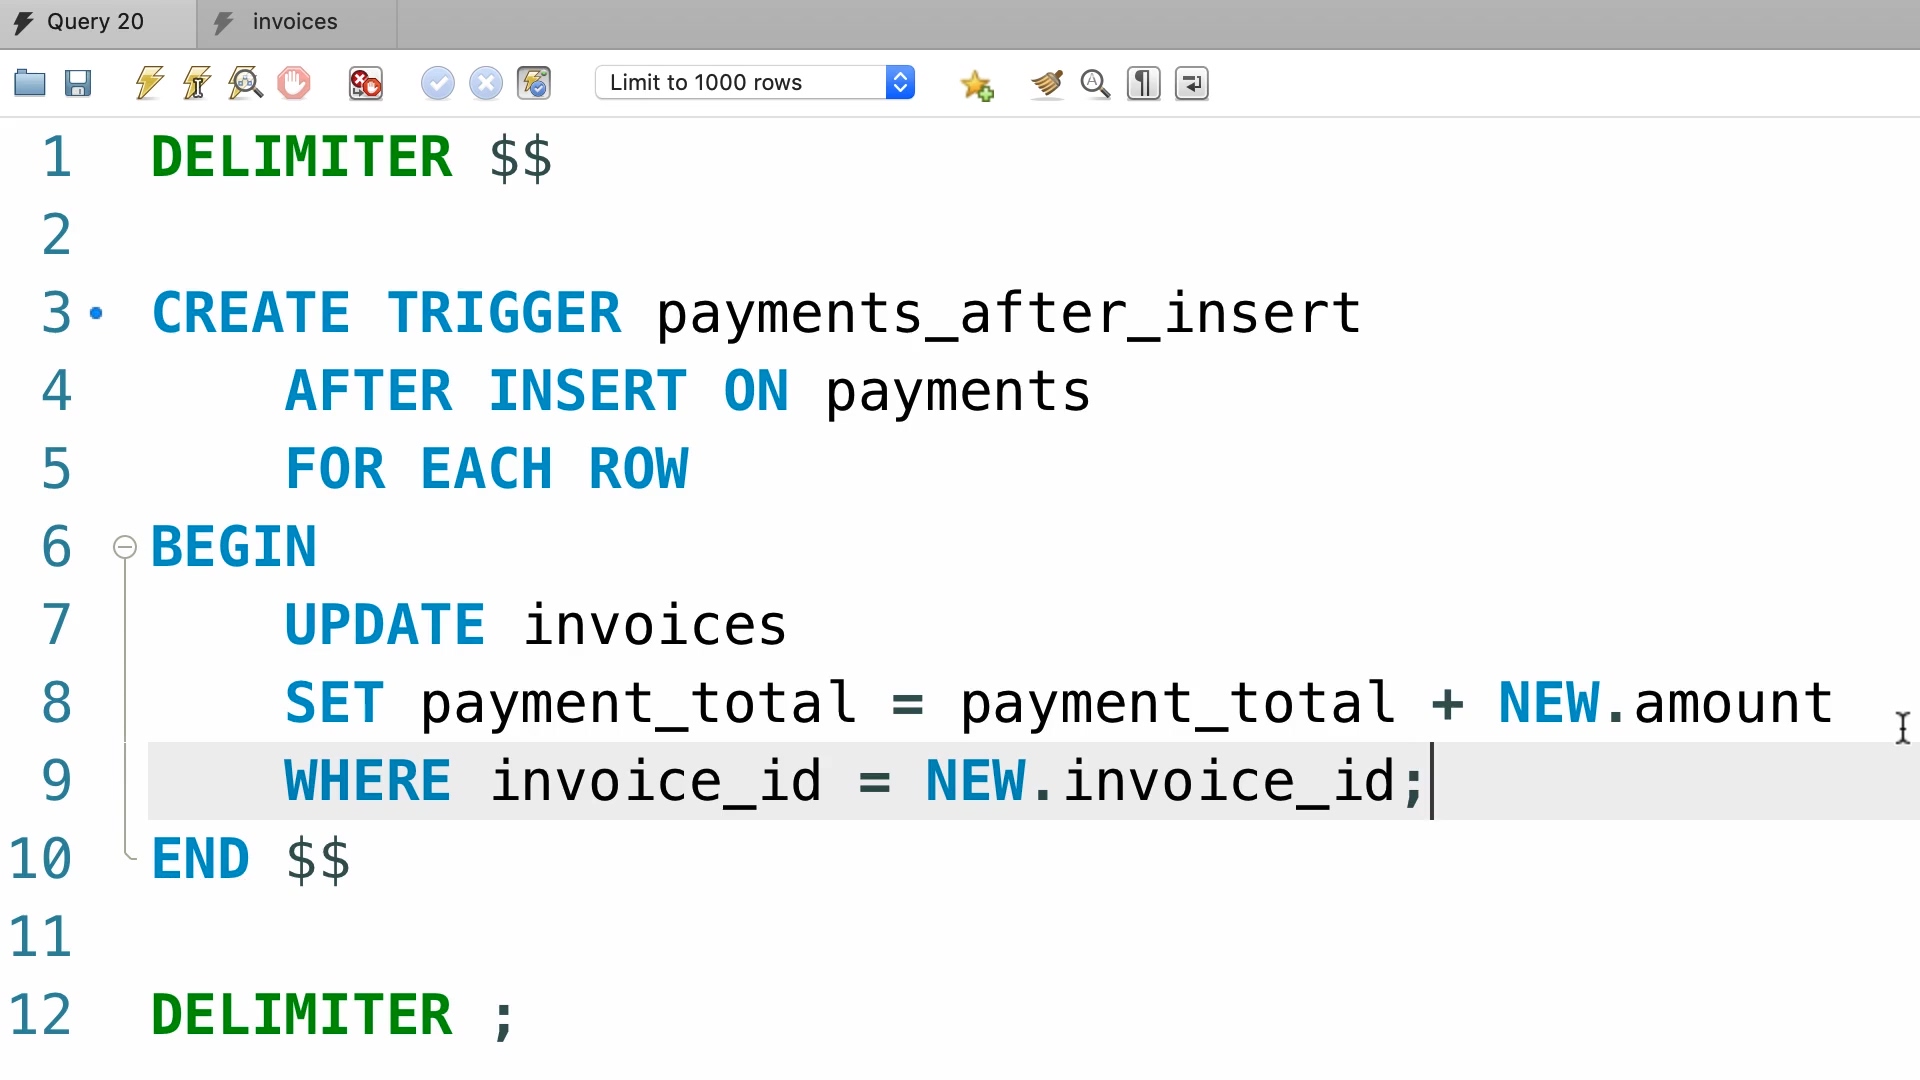 Query 20 invoices
Limit to 1000 rows
1 DELIMITER $$
2
3 CREATE TRIGGER payments_after_insert
4 AFTER INSERT ON payments
5 FOR EACH ROW
6 BEGIN
7 UPDATE invoices
8 SET payment_total = payment_total + NEW.amount
9 WHERE invoice_id = NEW.invoice_id;
10 END $$
11
12 DELIMITER ;